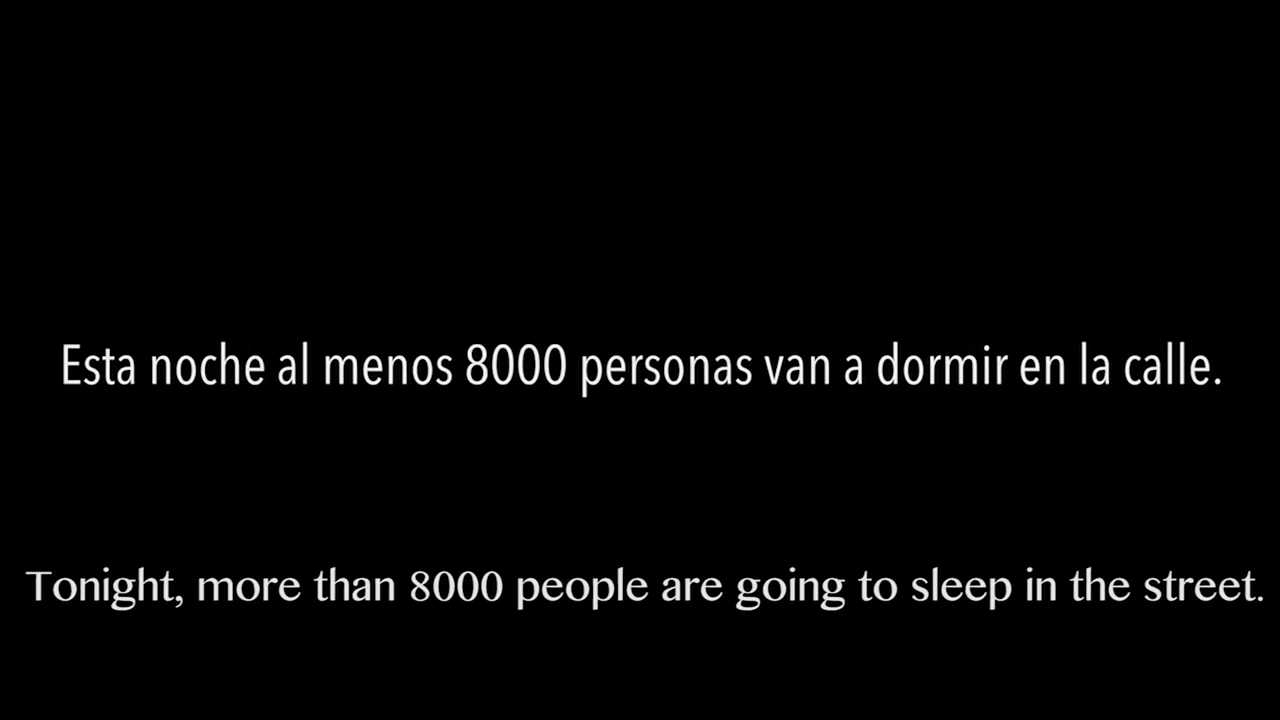 Esta noche al menos 8000 personas van a dormir en la calle.
Tonight, more than 8000 people are going to sleep in the street.